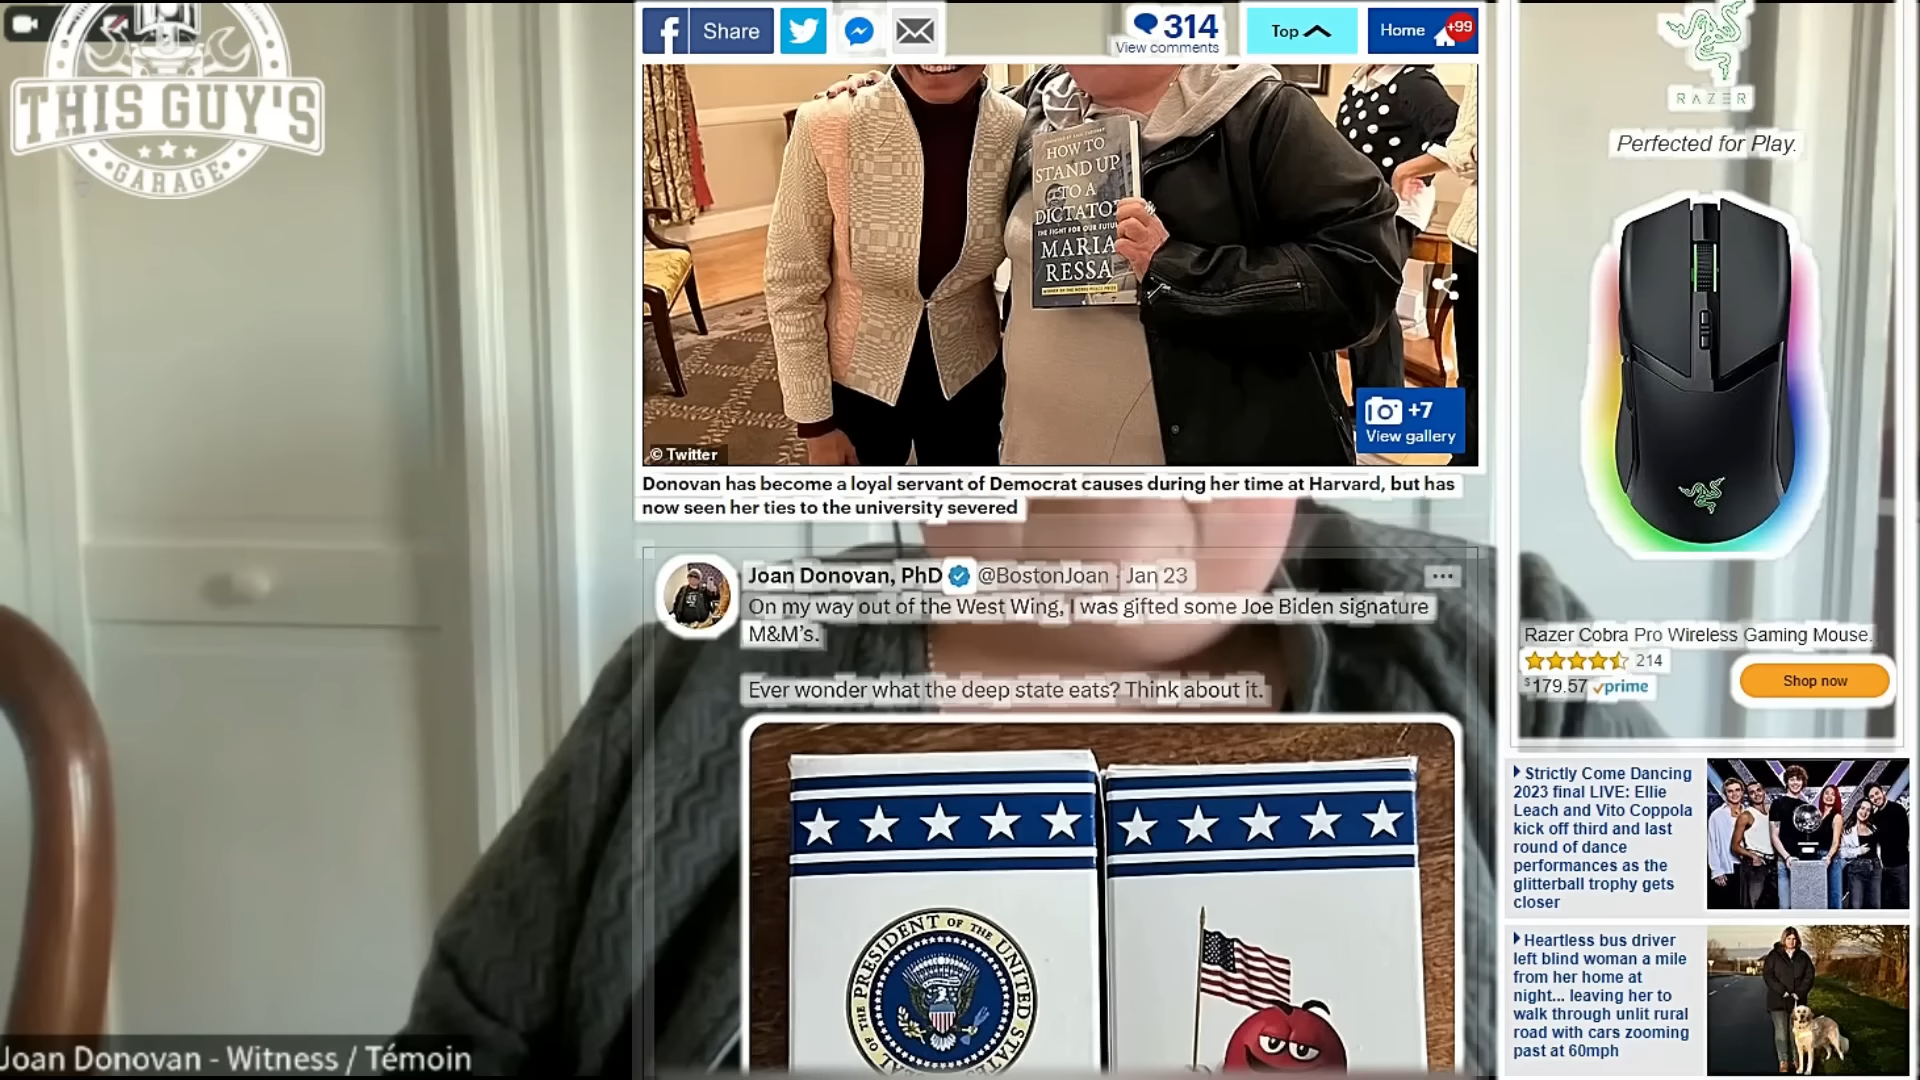 THIS GUY'S
GARAGE
Share
314
View comments
Top
Home
+99
HOW TO
STAND UP
TO A
DICTATO
THE FIGHT FOR OUR FUTU
MARIA
RESSA
+7
View gallery
© Twitter
Donovan has become a loyal servant of Democrat causes during her time at Harvard, but has
now seen her ties to the university severed
Joan Donovan, PhD @BostonJoan · Jan 23
On my way out of the West Wing, I was gifted some Joe Biden signature
M&M's.
Ever wonder what the deep state eats? Think about it.
PRESIDENT OF THE UNITED STATES
SEAL OF THE
RAZER
Perfected for Play.
Razer Cobra Pro Wireless Gaming Mouse.
214
$179.57 prime
Shop now
Strictly Come Dancing
2023 final LIVE: Ellie
Leach and Vito Coppola
kick off third and last
round of dance
performances as the
glitterball trophy gets
closer
Heartless bus driver
left blind woman a mile
from her home at
night... leaving her to
walk through unlit rural
road with cars zooming
past at 60mph
Joan Donovan - Witness / Témoin